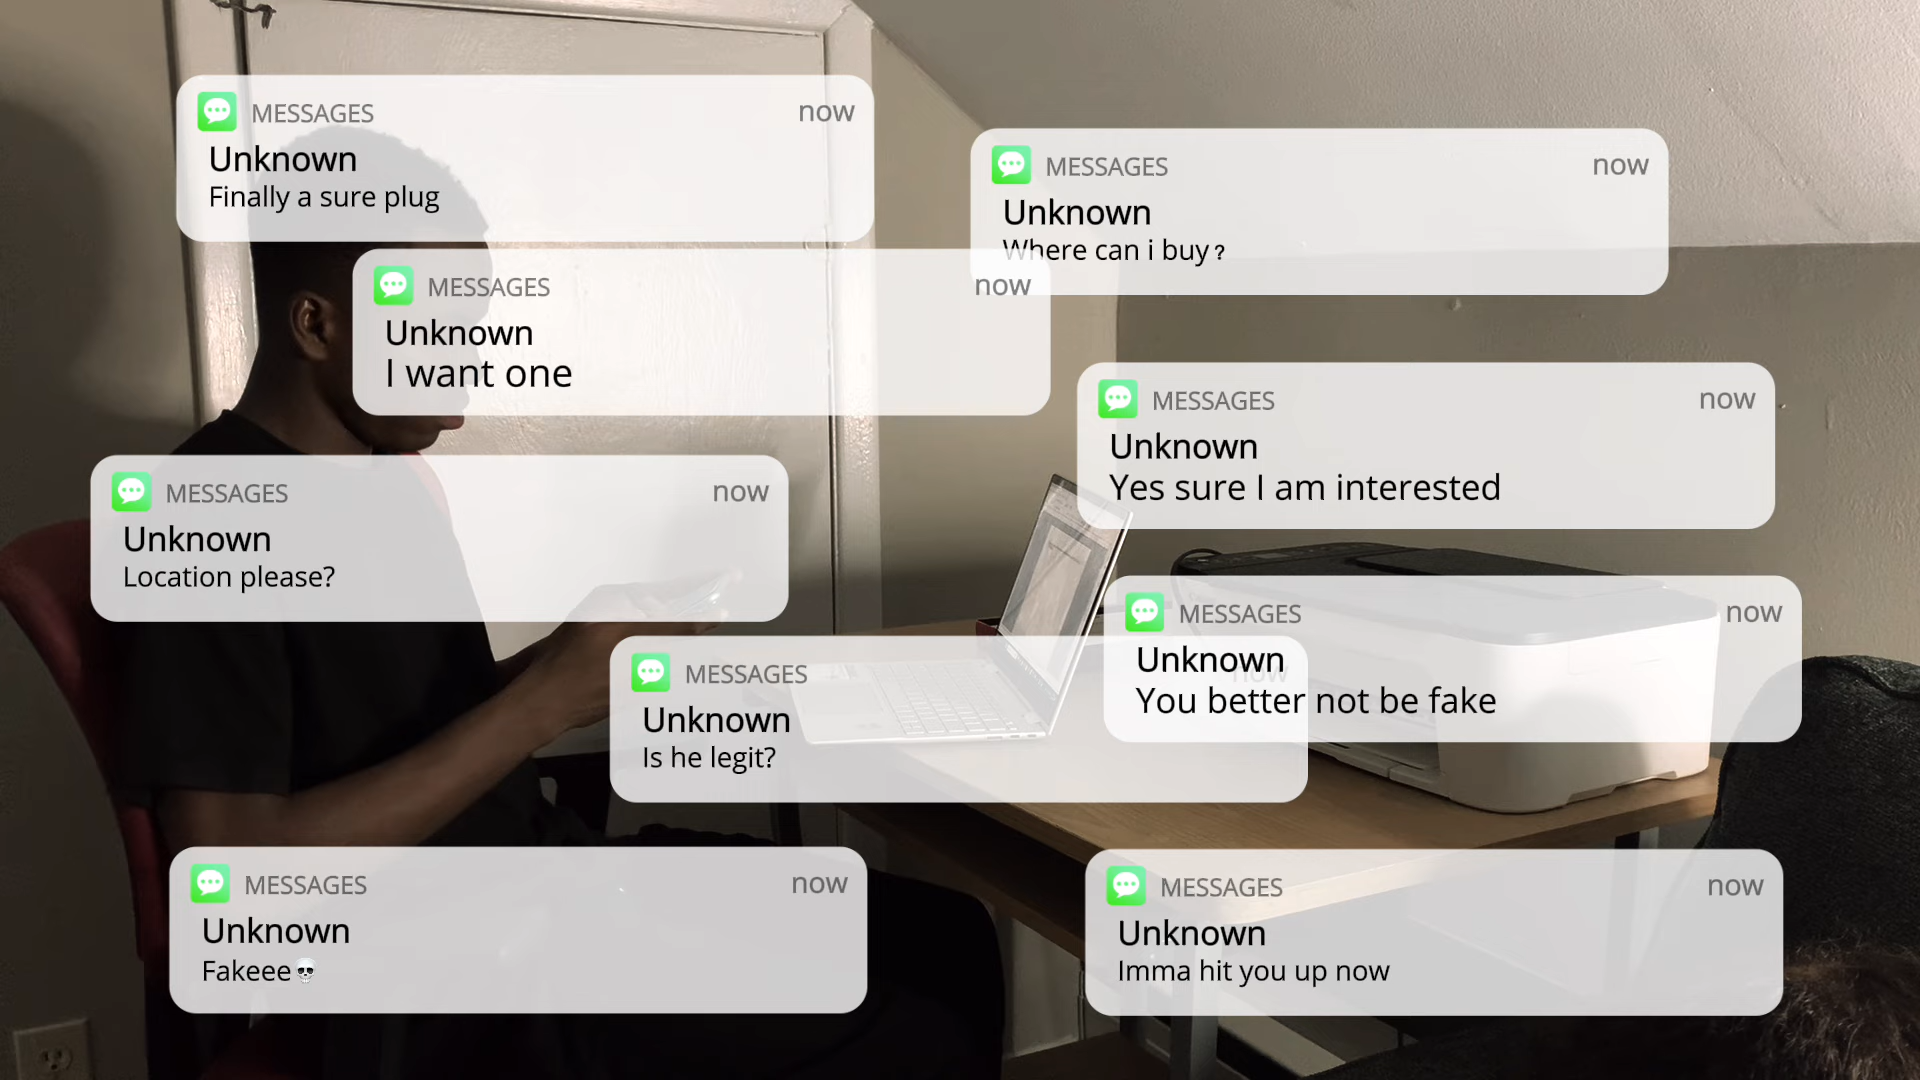 MESSAGES now
Unknown
Finally a sure plug
MESSAGES now
Unknown
Where can i buy?
MESSAGES now
Unknown
I want one
MESSAGES now
Unknown
Yes sure I am interested
MESSAGES now
Unknown
Location please?
MESSAGES now
Unknown
You better not be fake
MESSAGES now
Unknown
Is he legit?
MESSAGES now
Unknown
Fakeee💀
MESSAGES now
Unknown
Imma hit you up now